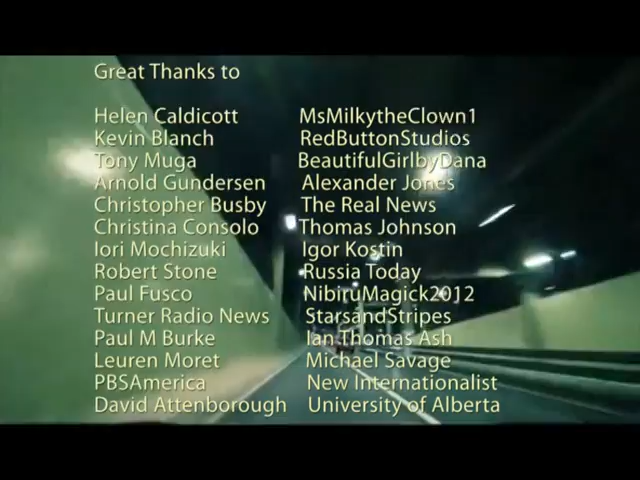 Great Thanks to
Helen Caldicott MsMilkytheClown1
Kevin Blanch RedButtonStudios
Tony Muga BeautifulGirlbyDana
Arnold Gundersen Alexander Jones
Christopher Busby The Real News
Christina Consolo Thomas Johnson
Iori Mochizuki Igor Kostin
Robert Stone Russia Today
Paul Fusco NibiruMagick2012
Turner Radio News StarsandStripes
Paul M Burke Ian Thomas Ash
Leuren Moret Michael Savage
PBSAmerica New Internationalist
David Attenborough University of Alberta